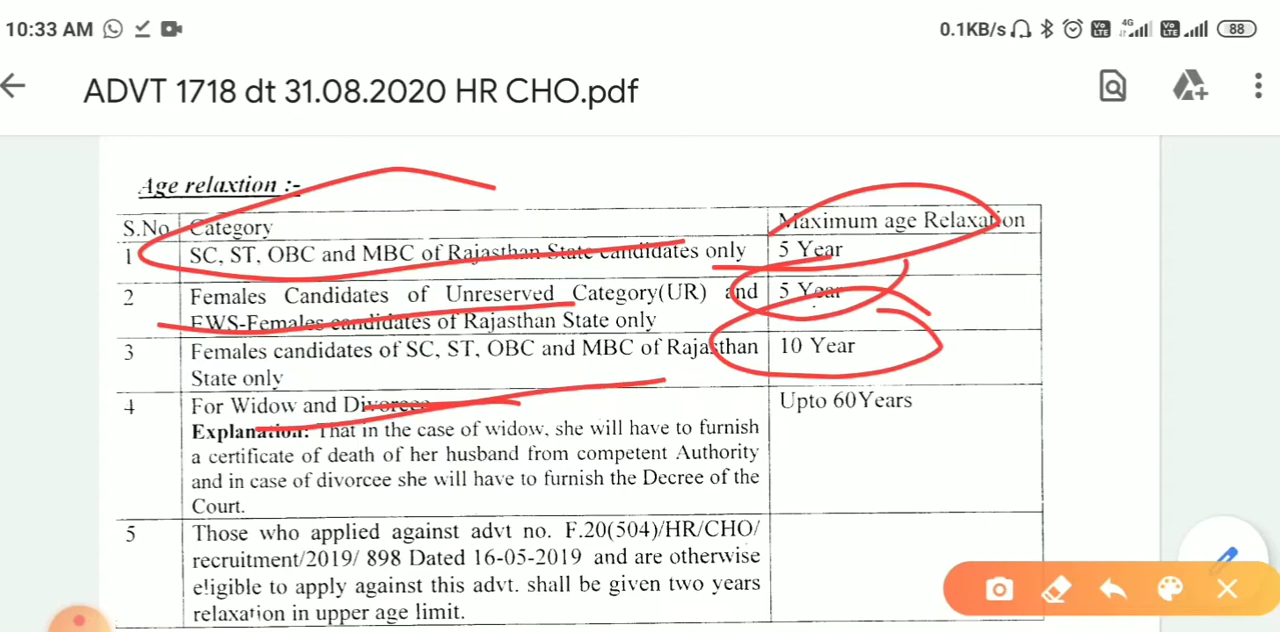 10:33 AM
0.1KB/s
Vo LTE
4G
Vo LTE
88
ADVT 1718 dt 31.08.2020 HR CHO.pdf
Age relaxtion :-
S.No Category Maximum age Relaxation
1 SC, ST, OBC and MBC of Rajasthan State candidates only 5 Year
2 Females Candidates of Unreserved Category(UR) and 5 Year
EWS-Females candidates of Rajasthan State only
3 Females candidates of SC, ST, OBC and MBC of Rajasthan 10 Year
State only
4 For Widow and Divorcee Upto 60Years
Explanation: That in the case of widow, she will have to furnish
a certificate of death of her husband from competent Authority
and in case of divorcee she will have to furnish the Decree of the
Court.
5 Those who applied against advt no. F.20(504)/HR/CHO/
recruitment/2019/ 898 Dated 16-05-2019 and are otherwise
eligible to apply against this advt. shall be given two years
relaxation in upper age limit.